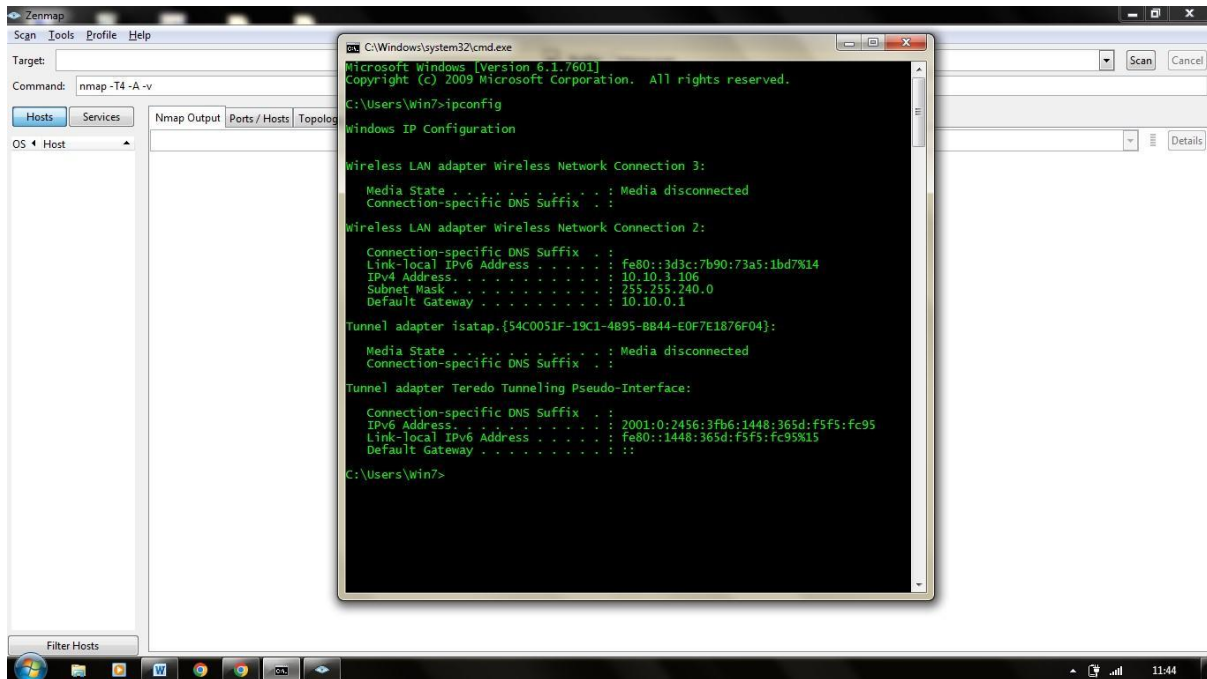 Zenmap
Scan Tools Profile Help
Target:
Scan
Cancel
Command: nmap -T4 -A -v
Hosts
Services
Nmap Output
Ports / Hosts
Topolog
Details
OS
Host
C:\Windows\system32\cmd.exe
Microsoft Windows [Version 6.1.7601]
Copyright (c) 2009 Microsoft Corporation. All rights reserved.
C:\Users\Win7>ipconfig
Windows IP Configuration
Wireless LAN adapter Wireless Network Connection 3:
Media State . . . . . . . . . . . : Media disconnected
Connection-specific DNS Suffix . :
Wireless LAN adapter Wireless Network Connection 2:
Connection-specific DNS Suffix . :
Link-local IPv6 Address . . . . . : fe80::3d3c:7b90:73a5:1bd7%14
IPv4 Address. . . . . . . . . . . : 10.10.3.106
Subnet Mask . . . . . . . . . . . : 255.255.240.0
Default Gateway . . . . . . . . . : 10.10.0.1
Tunnel adapter isatap.{54C0051F-19C1-4B95-BB44-E0F7E1876F04}:
Media State . . . . . . . . . . . : Media disconnected
Connection-specific DNS Suffix . :
Tunnel adapter Teredo Tunneling Pseudo-Interface:
Connection-specific DNS Suffix . :
IPv6 Address. . . . . . . . . . . : 2001:0:2456:3fb6:1448:365d:f5f5:fc95
Link-local IPv6 Address . . . . . : fe80::1448:365d:f5f5:fc95%15
Default Gateway . . . . . . . . . : ::
C:\Users\Win7>
Filter Hosts
11:44